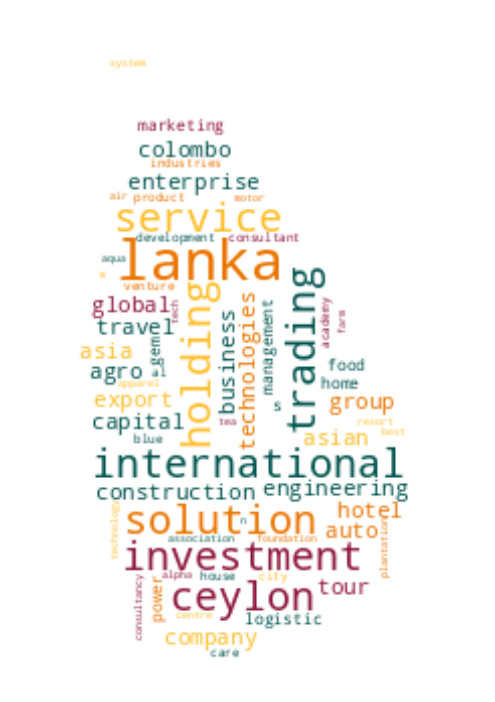 system
marketing
colombo
industries
enterprise
air product motor
service
development consultant
aqua lanka
e
venture
global tech
travel
asia gem
agro al
apparel
export
capital
blue
holding
business
tea
technologies
management
s
trading
academy
farm
food
home
group
resort
asian best
international
construction engineering
technology
solution n hotel
auto
plantation
association foundation
investment
alpha house city
consultancy
power ceylon tour
centre logistic
company
care